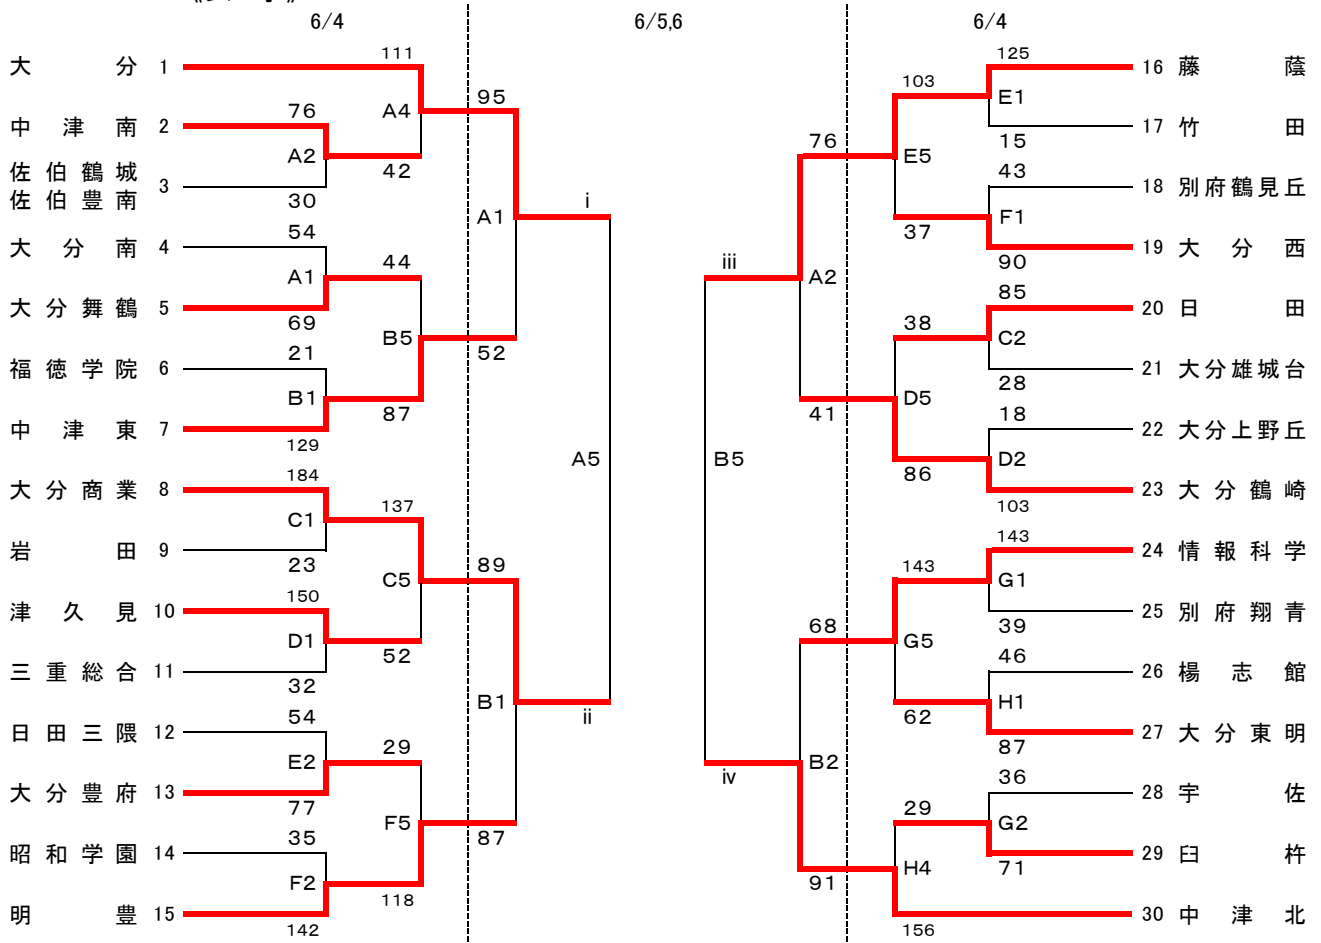 6/4 6/5,6 6/4
大分 1 111 125 16 藤蔭
A4 95 103 E1
中津南 2 76 76 17 竹田
A2 42 E5 15
佐伯鶴城 3 43 18 別府鶴見丘
佐伯豊南 30 i F1
A1 37
大分南 4 54 90 19 大分西
A1 44 iii A2 85
大分舞鶴 5 69 38 20 日田
B5 52 C2
福徳学院 6 21 28 21 大分雄城台
B1 87 41 D5 18
中津東 7 129 22 大分上野丘
A5 B5 86 D2
大分商業 8 184 103 23 大分鶴崎
C1 137 143
岩田 9 23 143 24 情報科学
C5 89 G1
津久見 10 150 39 25 別府翔青
D1 52 68 G5 46
三重総合 11 32 26 楊志館
B1 ii 62 H1
日田三隈 12 54 87 27 大分東明
E2 29 iv B2 36
大分豊府 13 77 28 宇佐
F5 87 29 G2
昭和学園 14 35 71 29 臼杵
F2 118 91 H4
明豊 15 142 156 30 中津北